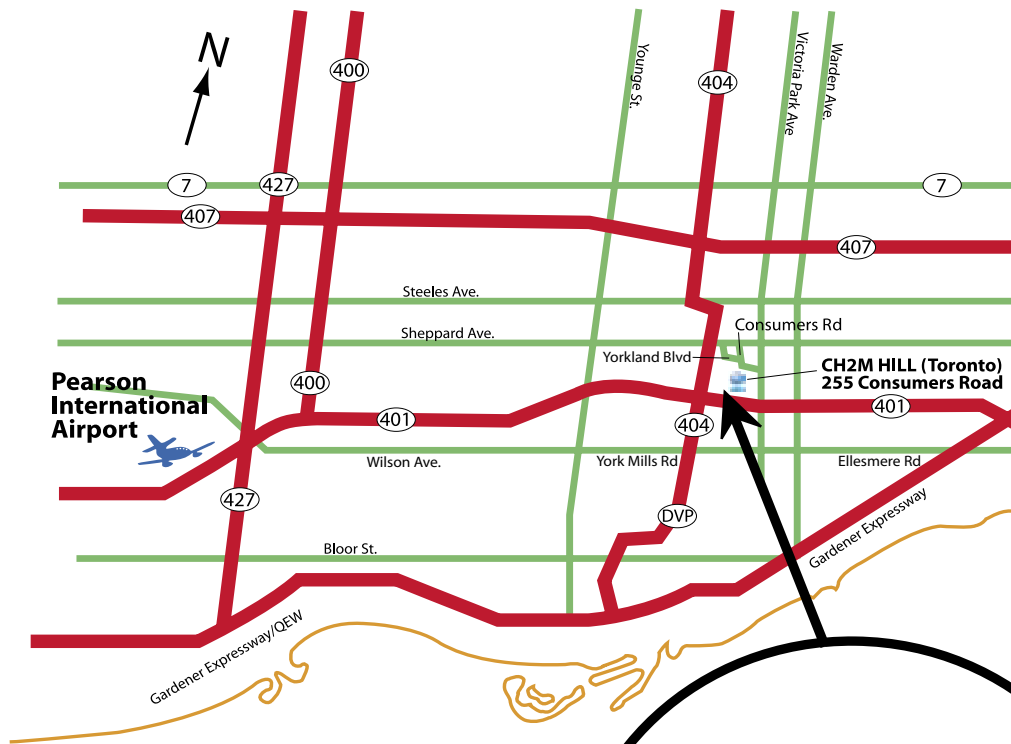 N
400
404
Younge St.
Victoria Park Ave
Warden Ave.
7
427
7
407
407
Steeles Ave.
Sheppard Ave.
Consumers Rd
Yorkland Blvd
CH2M HILL (Toronto)
255 Consumers Road
Pearson
International
Airport
400
401
401
404
Wilson Ave.
York Mills Rd
Ellesmere Rd
427
DVP
Bloor St.
Gardener Expressway
Gardener Expressway/QEW